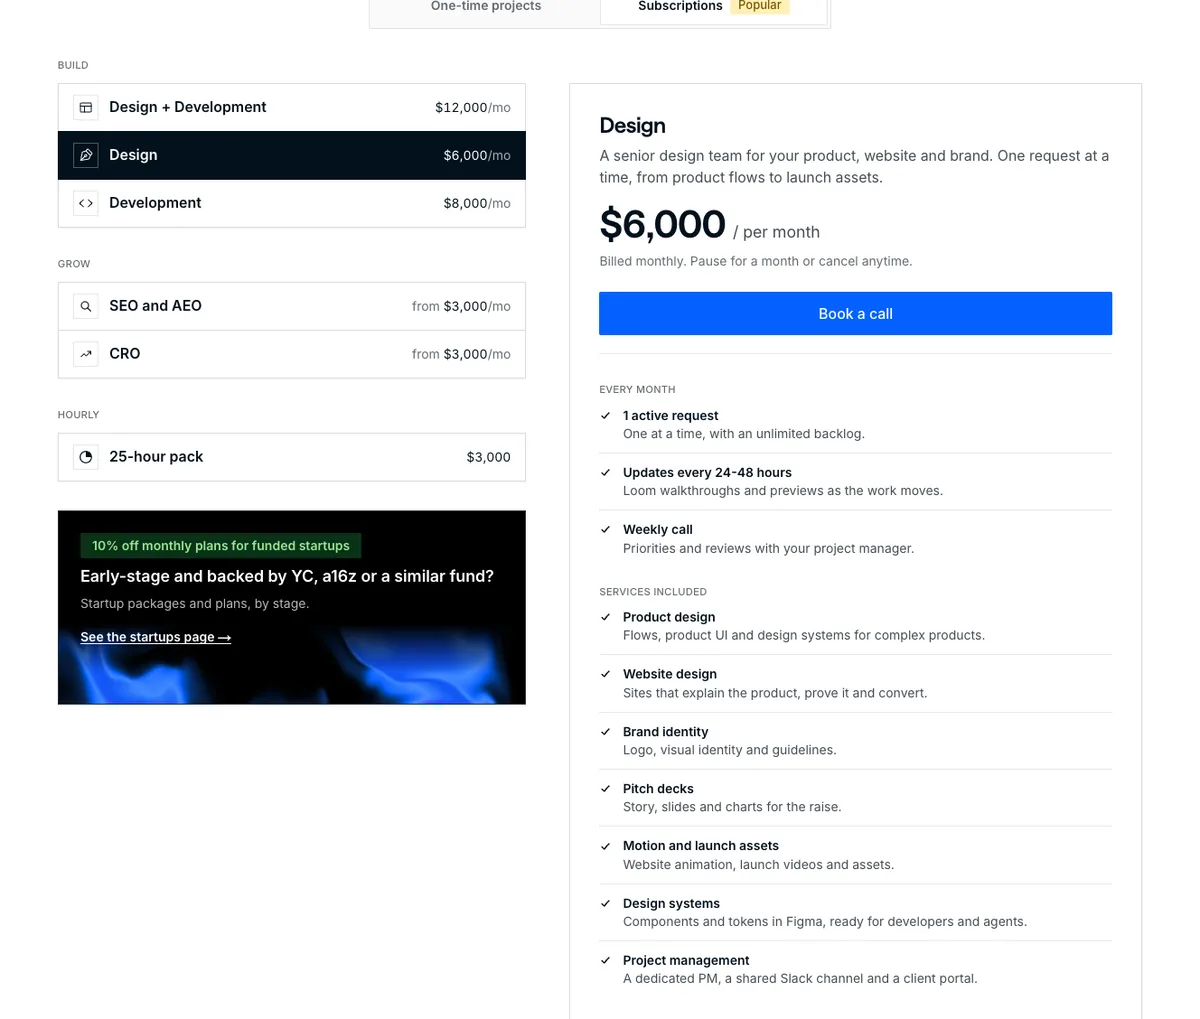 One-time projects
Subscriptions Popular
BUILD
Design + Development $12,000/mo
Design $6,000/mo
Development $8,000/mo
GROW
SEO and AEO from $3,000/mo
CRO from $3,000/mo
HOURLY
25-hour pack $3,000
10% off monthly plans for funded startups
Early-stage and backed by YC, a16z or a similar fund?
Startup packages and plans, by stage.
See the startups page →
Design
A senior design team for your product, website and brand. One request at a
time, from product flows to launch assets.
$6,000 / per month
Billed monthly. Pause for a month or cancel anytime.
Book a call
EVERY MONTH
1 active request
One at a time, with an unlimited backlog.
Updates every 24-48 hours
Loom walkthroughs and previews as the work moves.
Weekly call
Priorities and reviews with your project manager.
SERVICES INCLUDED
Product design
Flows, product UI and design systems for complex products.
Website design
Sites that explain the product, prove it and convert.
Brand identity
Logo, visual identity and guidelines.
Pitch decks
Story, slides and charts for the raise.
Motion and launch assets
Website animation, launch videos and assets.
Design systems
Components and tokens in Figma, ready for developers and agents.
Project management
A dedicated PM, a shared Slack channel and a client portal.